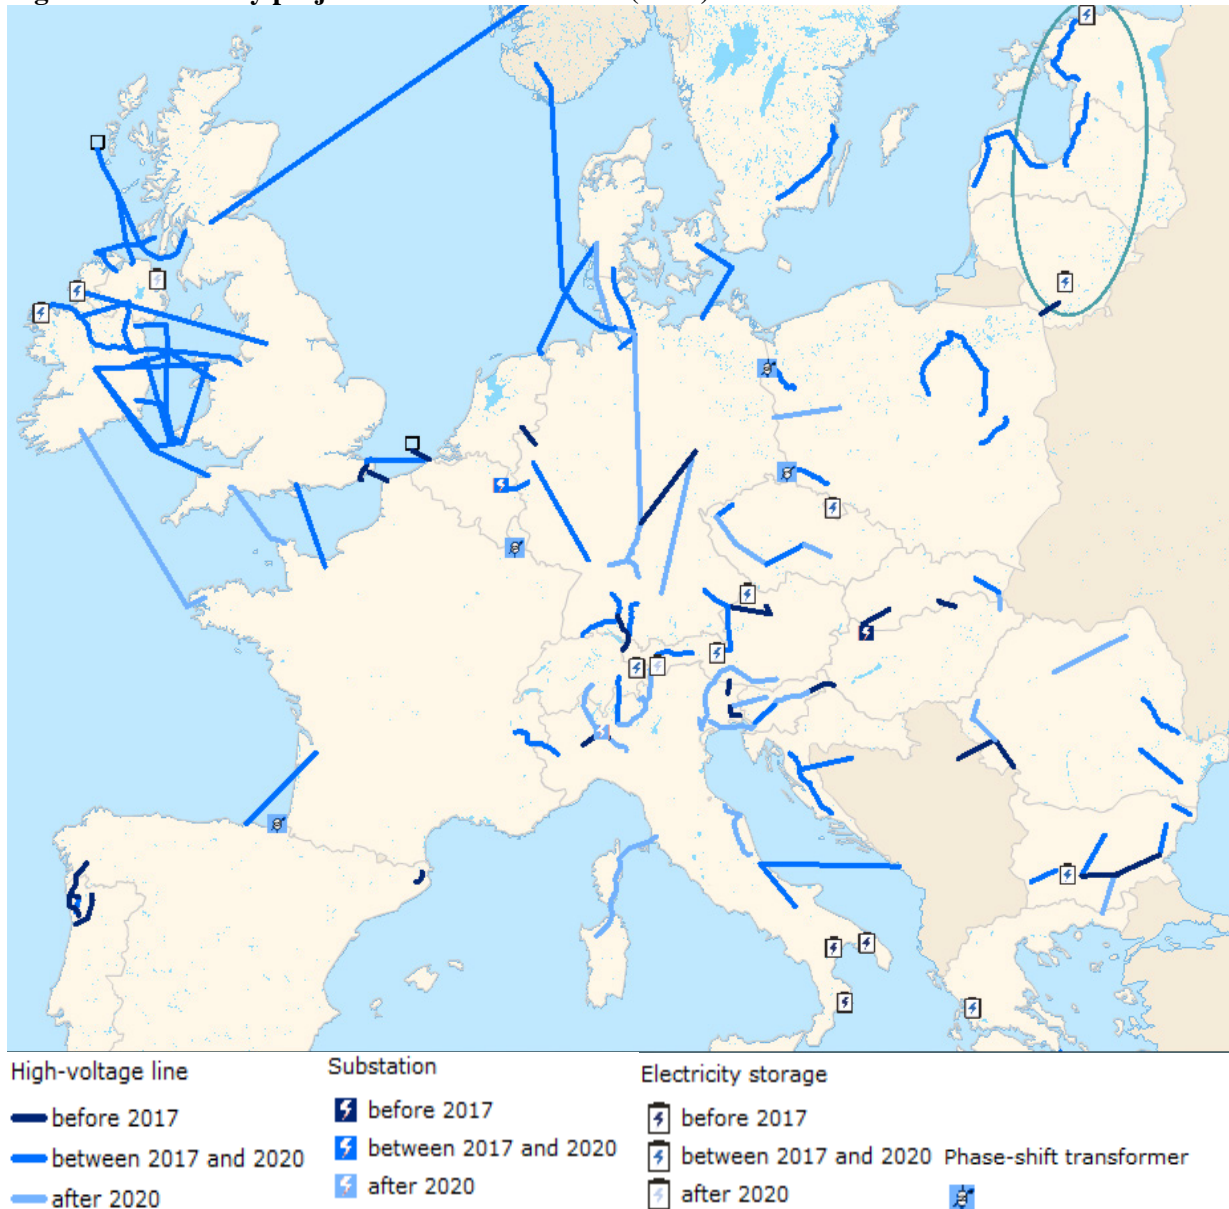 High-voltage line
before 2017
between 2017 and 2020
after 2020
Substation
before 2017
between 2017 and 2020
after 2020
Electricity storage
before 2017
between 2017 and 2020
after 2020
Phase-shift transformer